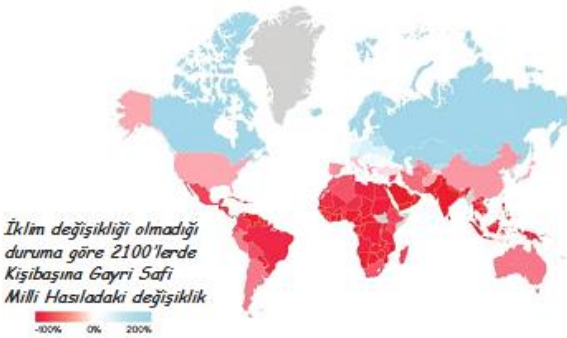 İklim değişikliği olmadığı
duruma göre 2100'lerde
Kişibaşına Gayri Safi
Milli Hasıladaki değişiklik
-100% 0% 200%